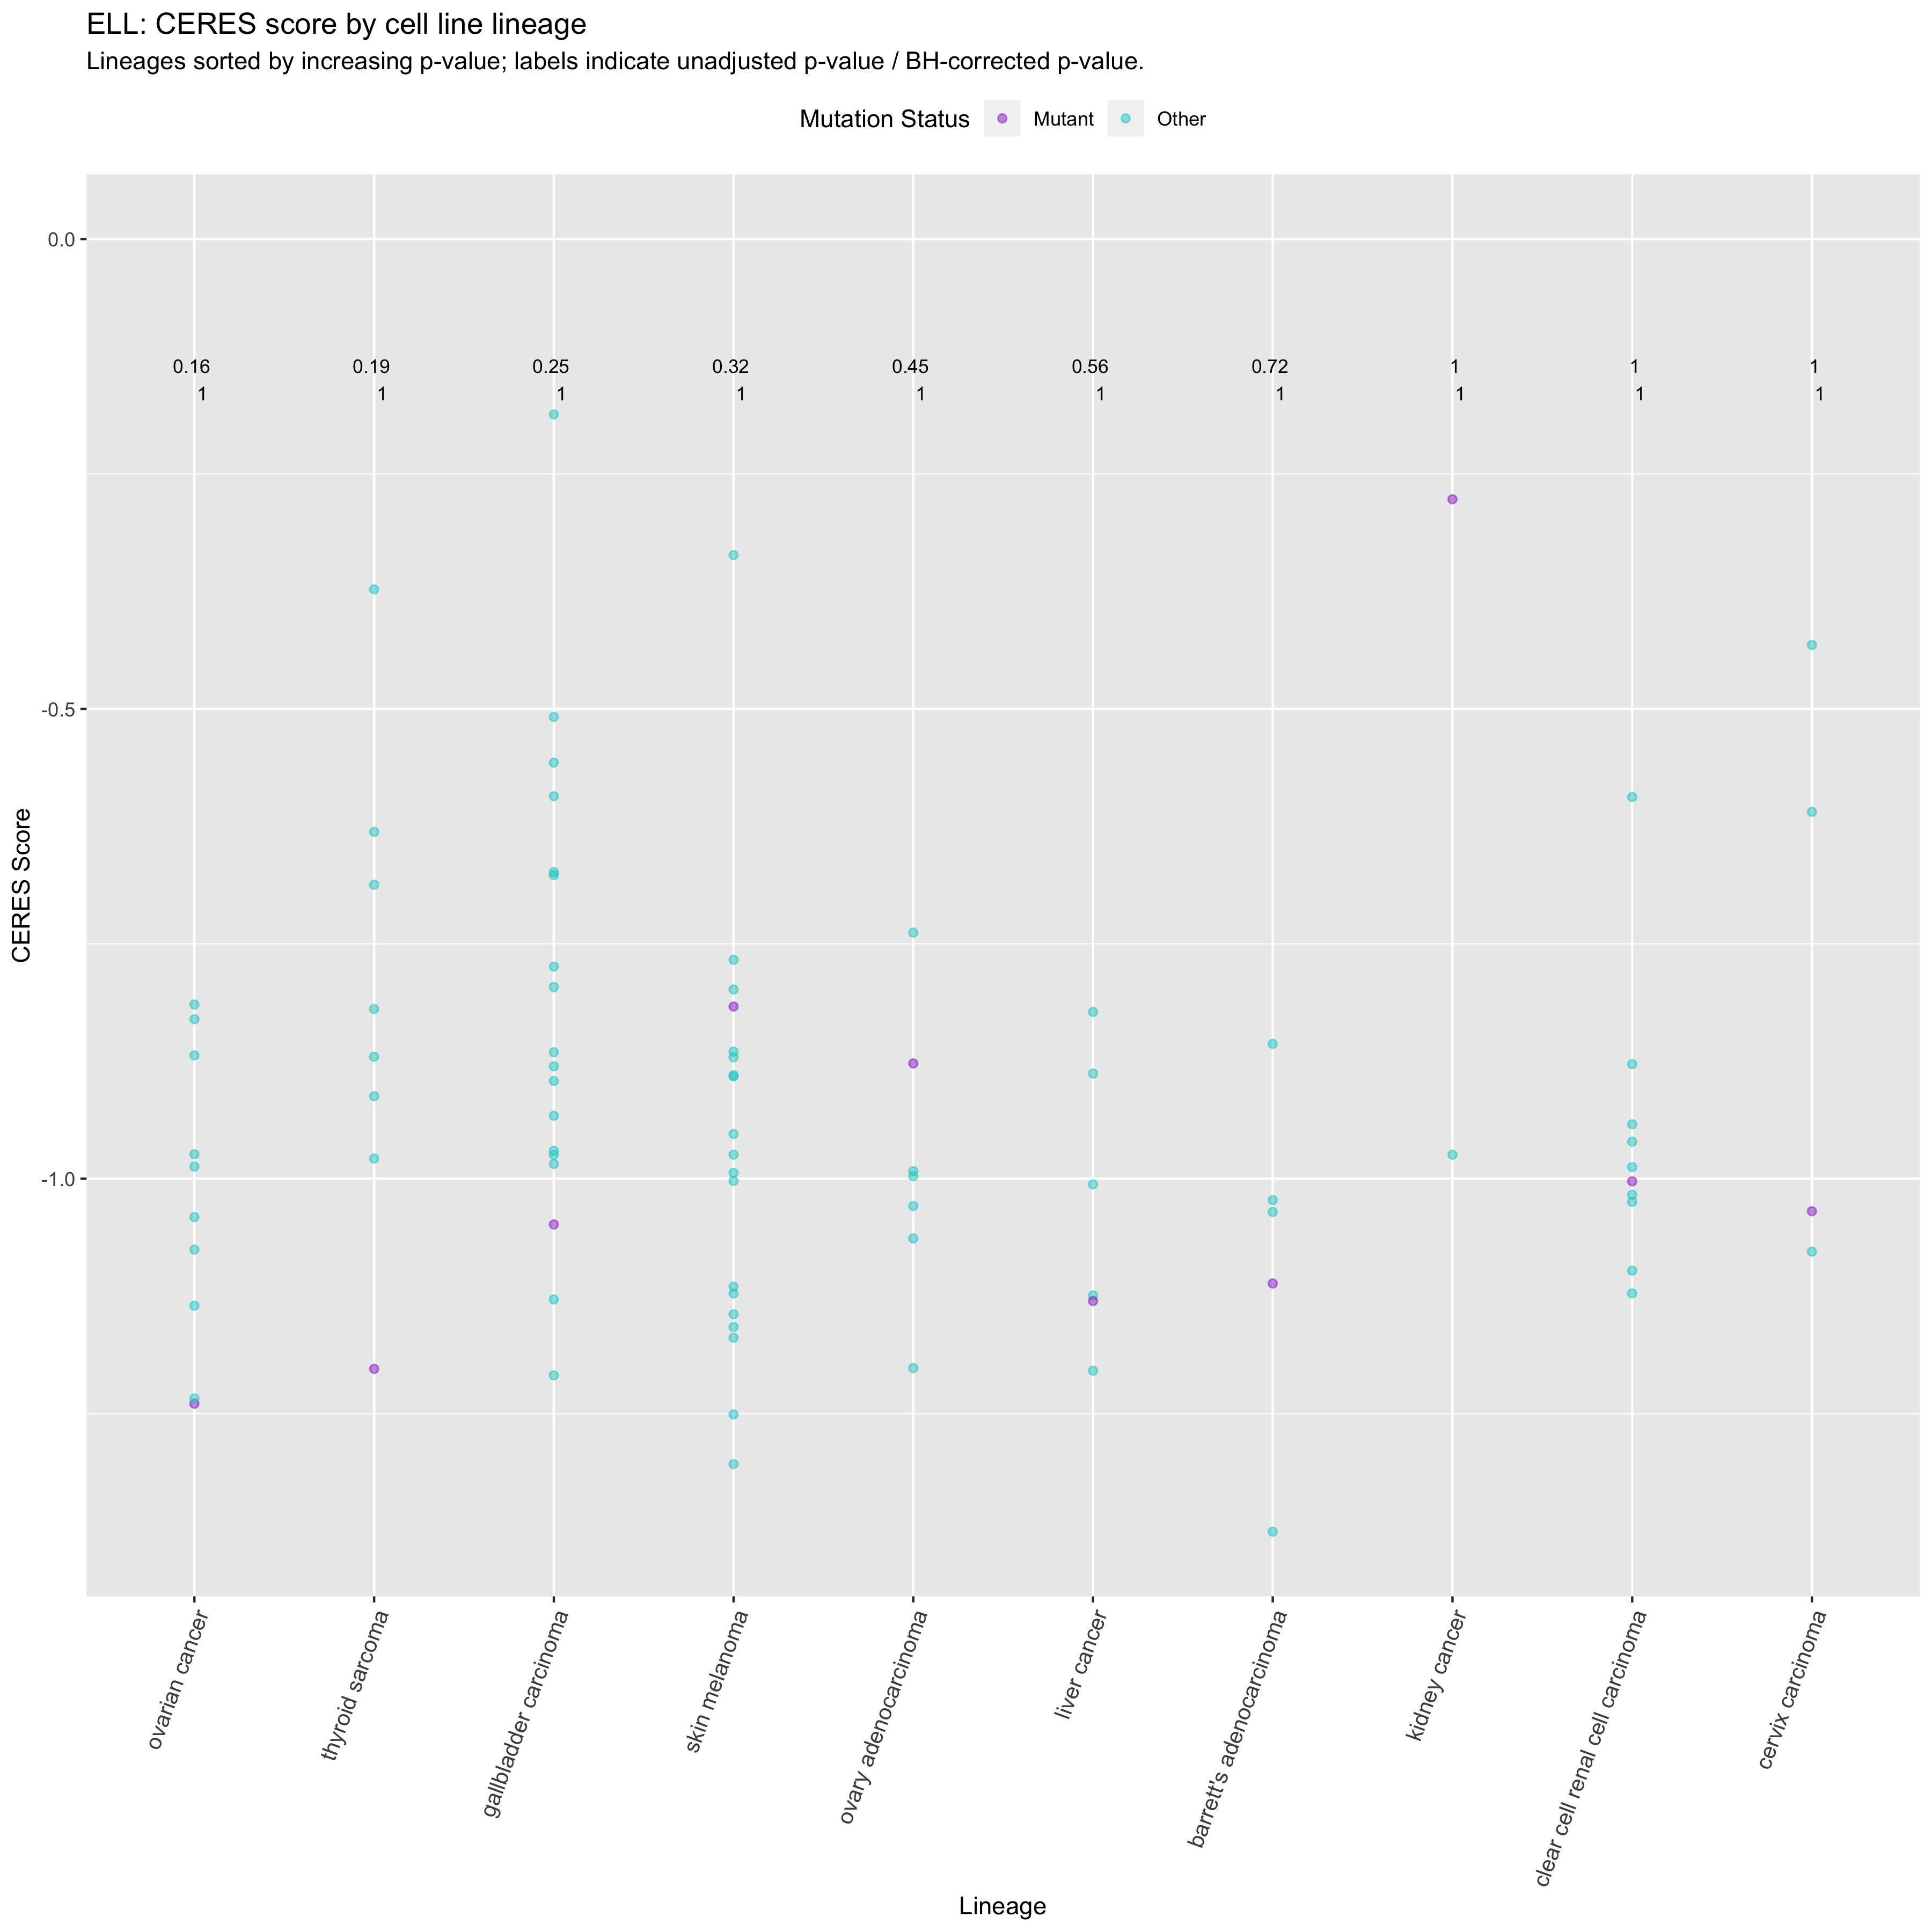 ELL: CERES score by cell line lineage
Lineages sorted by increasing p-value; labels indicate unadjusted p-value / BH-corrected p-value.
Mutation Status Mutant Other
0.0
0.16 0.19 0.25 0.32 0.45 0.56 0.72 1 1 1
1 1 1 1 1 1 1 1 1 1
-0.5
CERES Score
-1.0
ovarian cancer
thyroid sarcoma
gallbladder carcinoma
skin melanoma
ovary adenocarcinoma
liver cancer
barrett's adenocarcinoma
kidney cancer
clear cell renal cell carcinoma
cervix carcinoma
Lineage